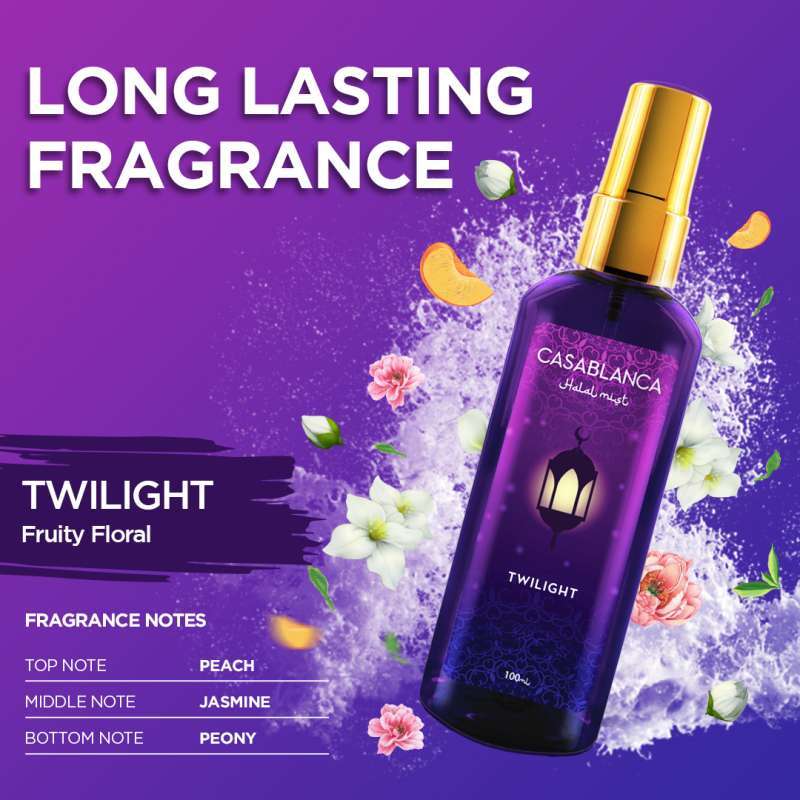 LONG LASTING
FRAGRANCE
CASABLANCA
Halal mist
TWILIGHT
100ml
TWILIGHT
Fruity Floral
FRAGRANCE NOTES
TOP NOTE PEACH
MIDDLE NOTE JASMINE
BOTTOM NOTE PEONY